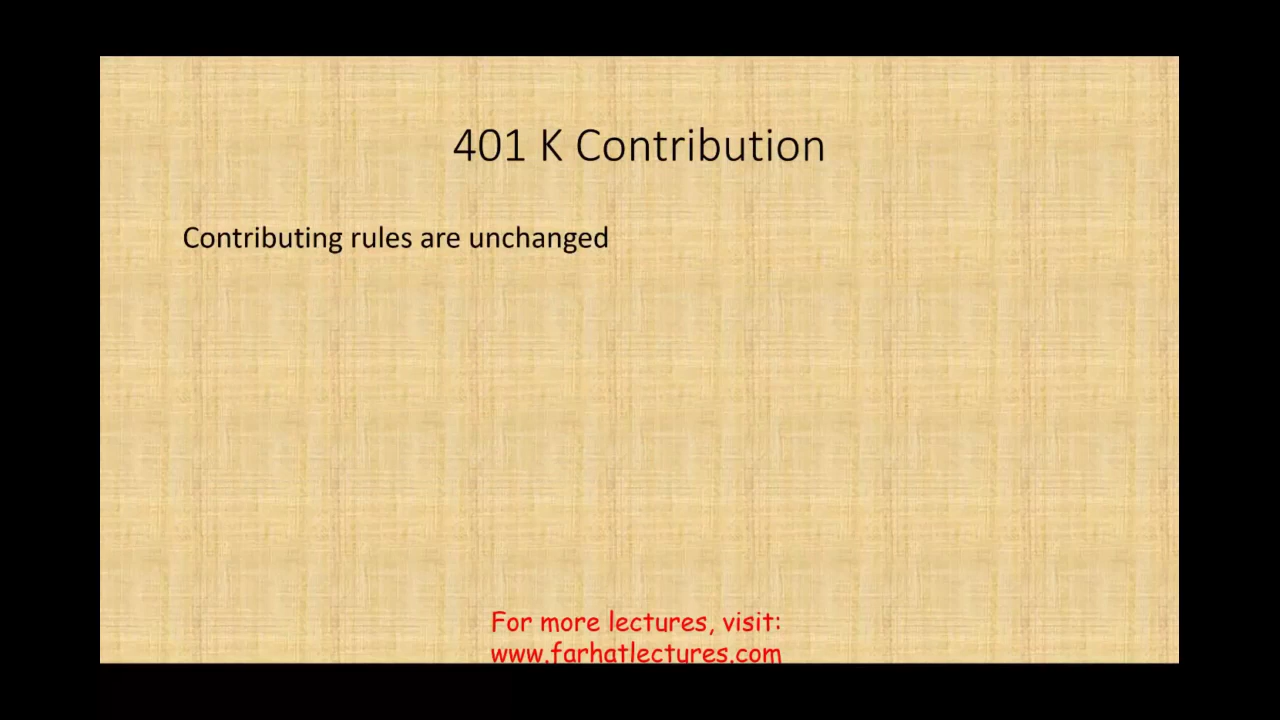 401 K Contribution
Contributing rules are unchanged
For more lectures, visit:
www.farhatlectures.com